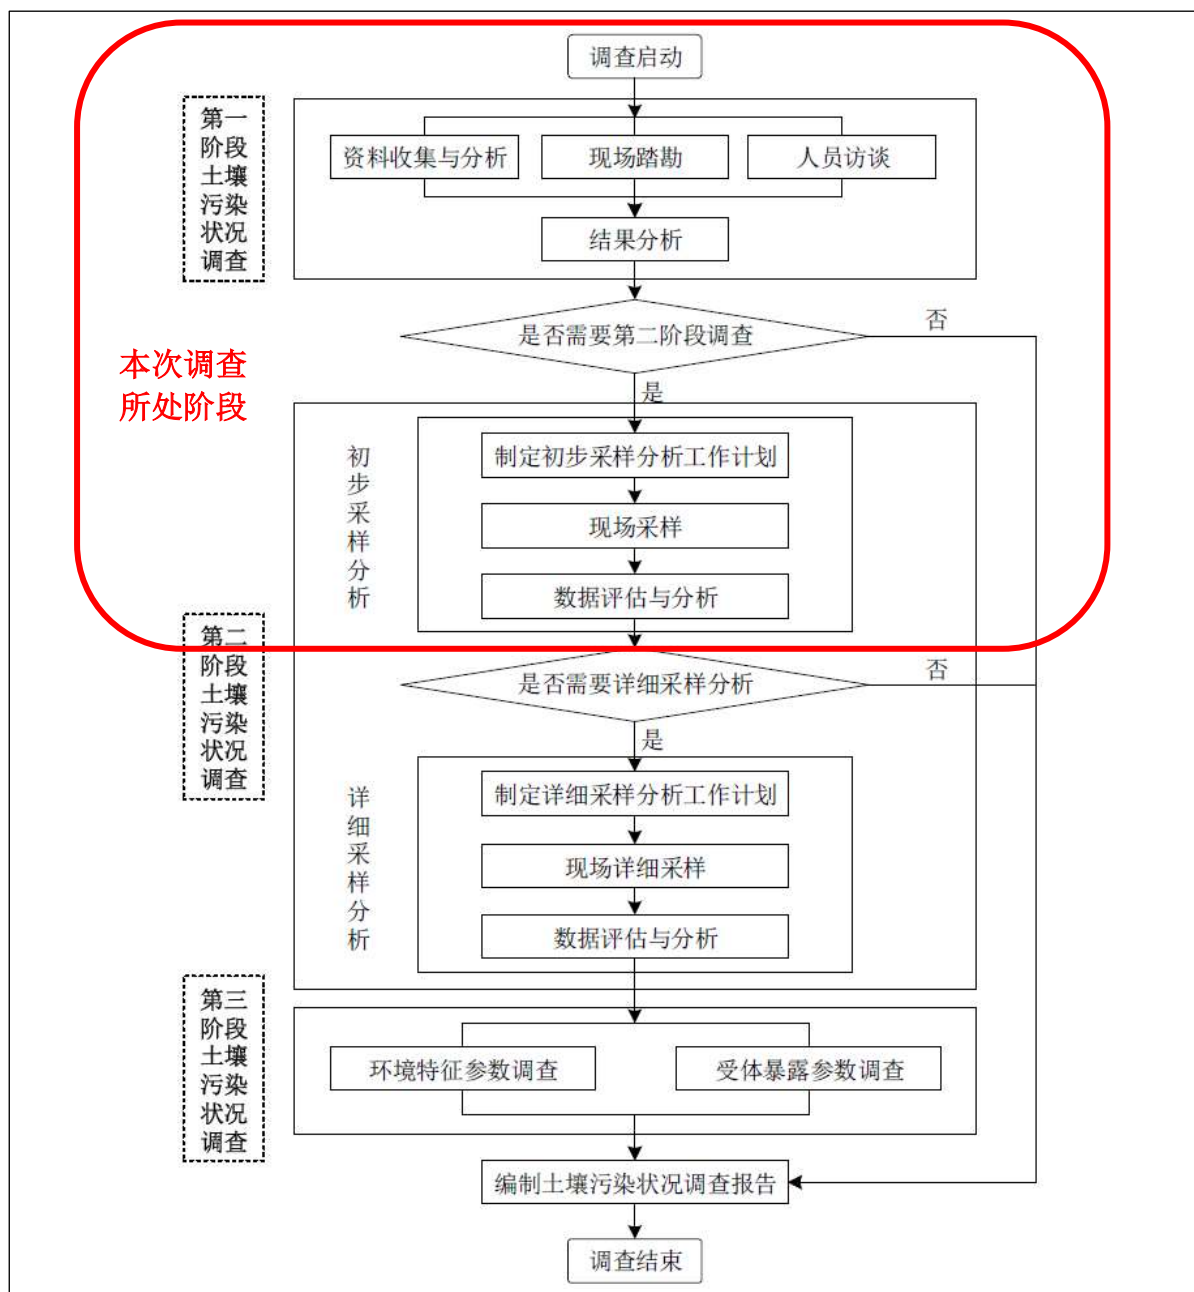 调查启动
第一
阶段
土壤
污染
状况
调查
资料收集与分析
现场踏勘
人员访谈
结果分析
是否需要第二阶段调查
否
是
本次调查
所处阶段
初
步
采
样
分
析
制定初步采样分析工作计划
现场采样
数据评估与分析
第二
阶段
土壤
污染
状况
调查
是否需要详细采样分析
否
是
详
细
采
样
分
析
制定详细采样分析工作计划
现场详细采样
数据评估与分析
第三
阶段
土壤
污染
状况
调查
环境特征参数调查
受体暴露参数调查
编制土壤污染状况调查报告
调查结束